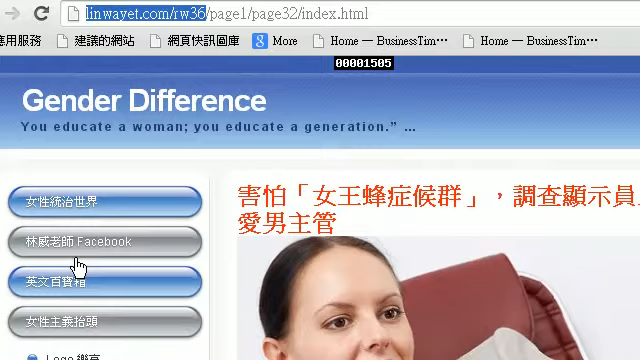 linwayet.com/rw36/page1/page32/index.html
應用服務 建議的網站 網頁快訊圖庫 More Home — BusinessTim… Home — BusinessTim…
00001505
Gender Difference
You educate a woman; you educate a generation.” ...
女性統治世界
林威老師 Facebook
英文百寶箱
女性主義抬頭
Logo 樂高
害怕「女王蜂症候群」，調查顯示員
愛男主管